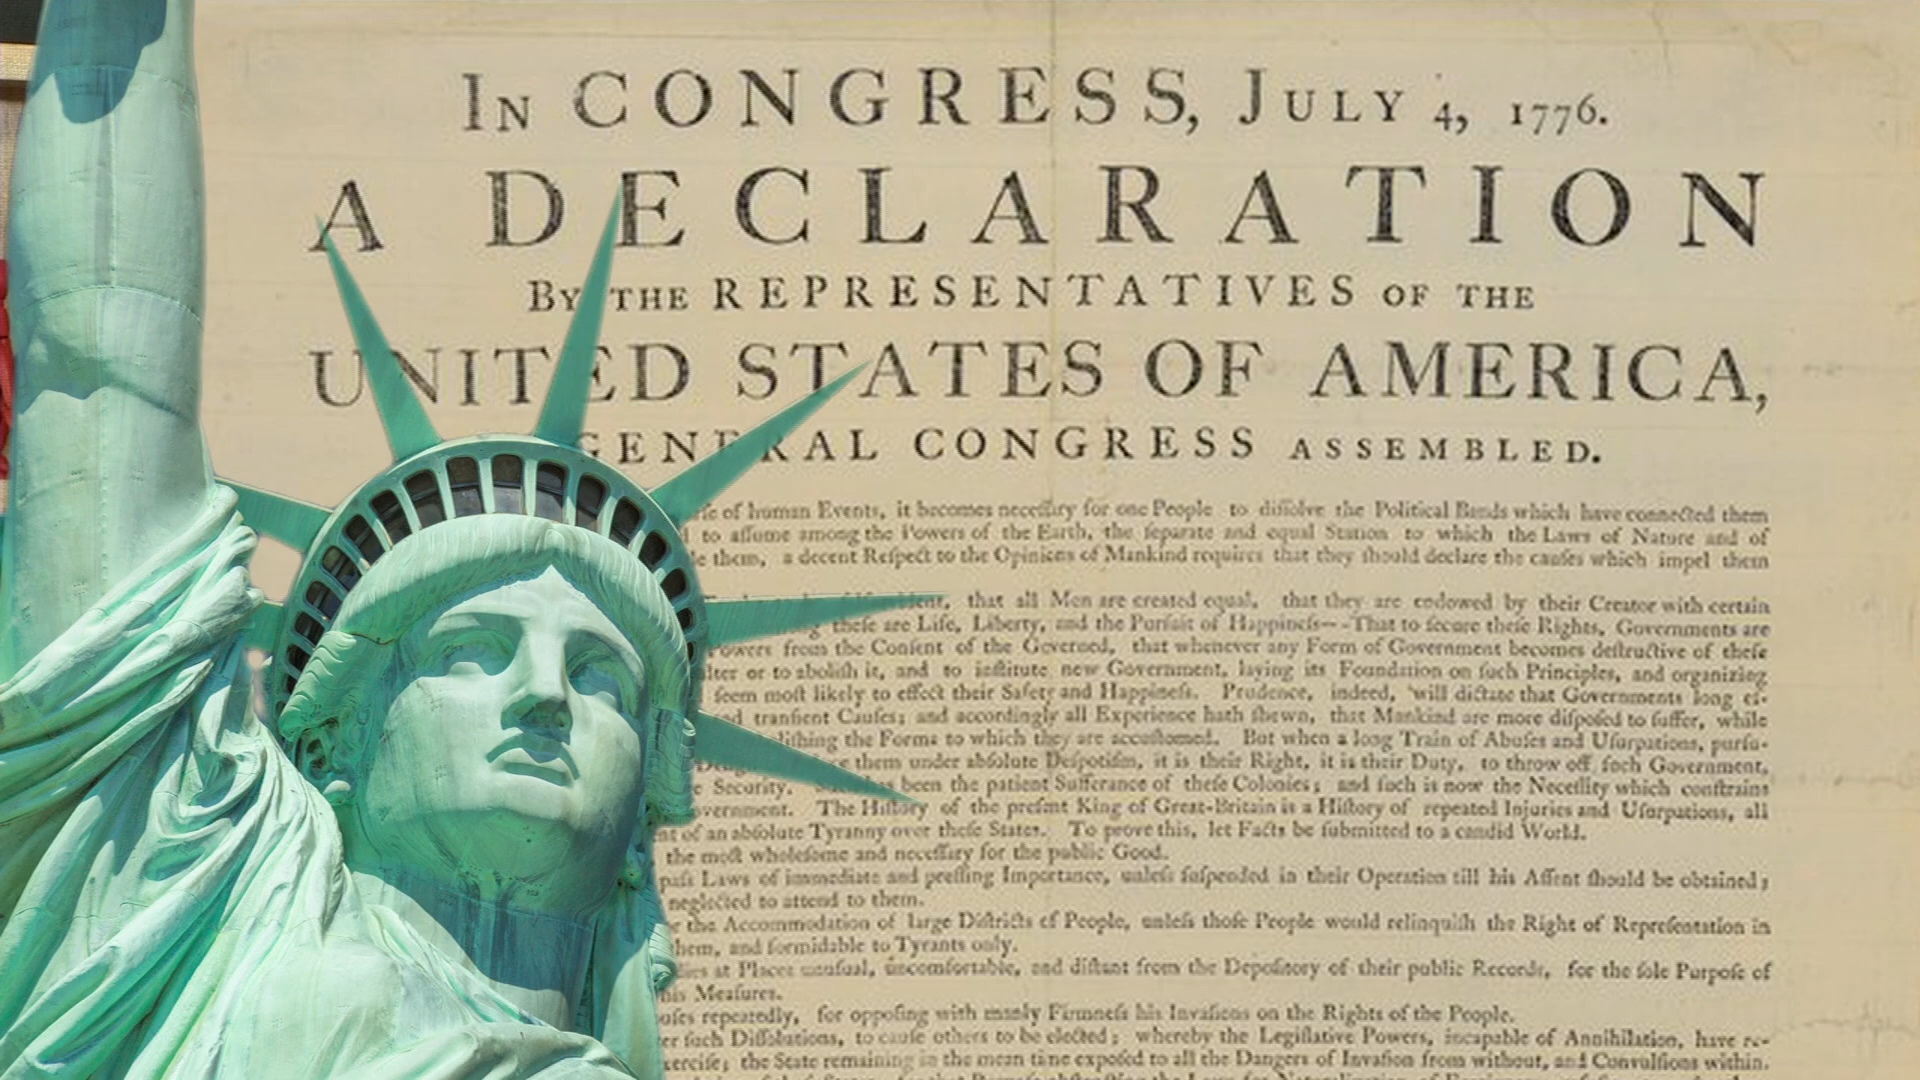 IN CONGRESS, JULY 4, 1776.
A DECLARATION
BY THE REPRESENTATIVES OF THE
UNITED STATES OF AMERICA,
GENERAL CONGRESS ASSEMBLED.
of human Events, it becomes neceſſary for one People to diſſolve the Political Bands which have connected them
to aſſume among the Powers of the Earth, the ſeparate and equal Station to which the Laws of Nature and of
them, a decent Reſpect to the Opinions of Mankind requires that they ſhould declare the cauſes which impel them
that all Men are created equal, that they are endowed by their Creator with certain
theſe are Life, Liberty, and the Purſuit of Happineſs--That to ſecure theſe Rights, Governments are
Powers from the Conſent of the Governed, that whenever any Form of Government becomes deſtructive of theſe
or to aboliſh it, and to inſtitute new Government, laying its Foundation on ſuch Principles, and organizing
ſeem moſt likely to effect their Safety and Happineſs. Prudence, indeed, will dictate that Governments long eſ-
tranſient Cauſes; and accordingly all Experience hath ſhewn, that Mankind are more diſpoſed to ſuffer, while
the Forms to which they are accuſtomed. But when a long Train of Abuſes and Uſurpations, purſu-
them under abſolute Deſpotiſm, it is their Right, it is their Duty, to throw off ſuch Government,
Security. been the patient Sufferance of theſe Colonies; and ſuch is now the Neceſſity which conſtrains
The Hiſtory of the preſent King of Great-Britain is a Hiſtory of repeated Injuries and Uſurpations, all
of an abſolute Tyranny over theſe States. To prove this, let Facts be ſubmitted to a candid World.
the moſt wholeſome and neceſſary for the public Good.
paſs Laws of immediate and preſſing Importance, unleſs ſuſpended in their Operation till his Aſſent ſhould be obtained;
neglected to attend to them.
the Accommodation of large Diſtricts of People, unleſs thoſe People would relinquiſh the Right of Repreſentation in
them, and formidable to Tyrants only.
at Places unuſual, uncomfortable, and diſtant from the Depoſitory of their public Records, for the ſole Purpoſe of
his Meaſures.
repeatedly, for oppoſing with manly Firmneſs his Invaſions on the Rights of the People.
ſuch Diſſolutions, to cauſe others to be elected; whereby the Legiſlative Powers, incapable of Annihilation, have re-
the State remaining in the mean time expoſed to all the Dangers of Invaſion from without, and Convulſions within.